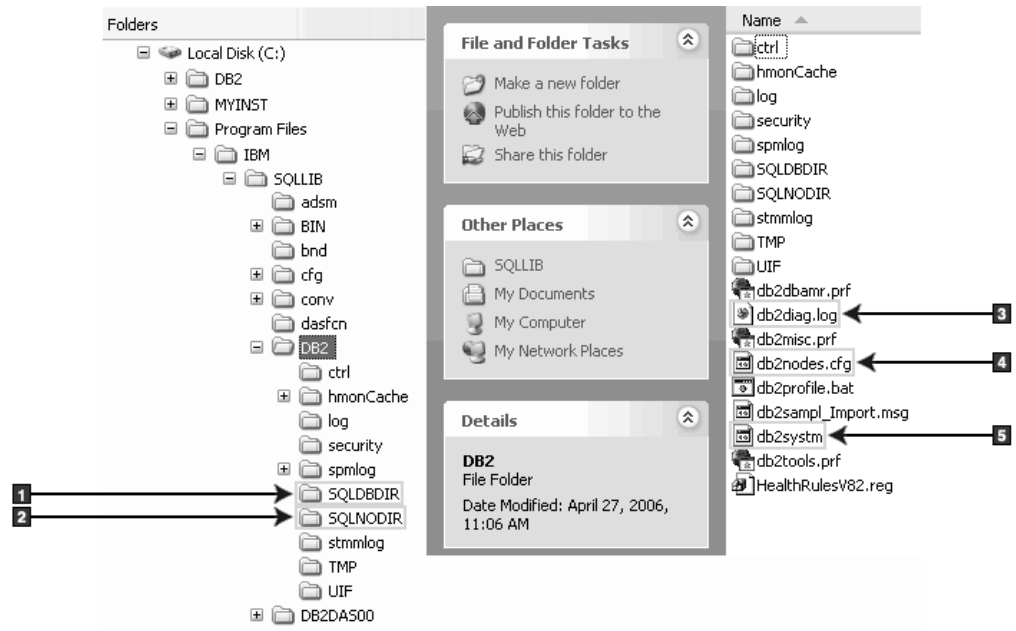 Folders
Local Disk (C:)
DB2
MYINST
Program Files
IBM
SQLLIB
adsm
BIN
bnd
cfg
conv
dasfcn
DB2
ctrl
hmonCache
log
security
spmlog
1 SQLDBDIR
2 SQLNODIR
stmmlog
TMP
UIF
DB2DAS00
File and Folder Tasks
Make a new folder
Publish this folder to the
Web
Share this folder
Other Places
SQLLIB
My Documents
My Computer
My Network Places
Details
DB2
File Folder
Date Modified: April 27, 2006,
11:06 AM
Name
ctrl
hmonCache
log
security
spmlog
SQLDBDIR
SQLNODIR
stmmlog
TMP
UIF
db2dbamr.prf
db2diag.log 3
db2misc.prf
db2nodes.cfg 4
db2profile.bat
db2sampl_Import.msg
db2systm 5
db2tools.prf
HealthRulesV82.reg